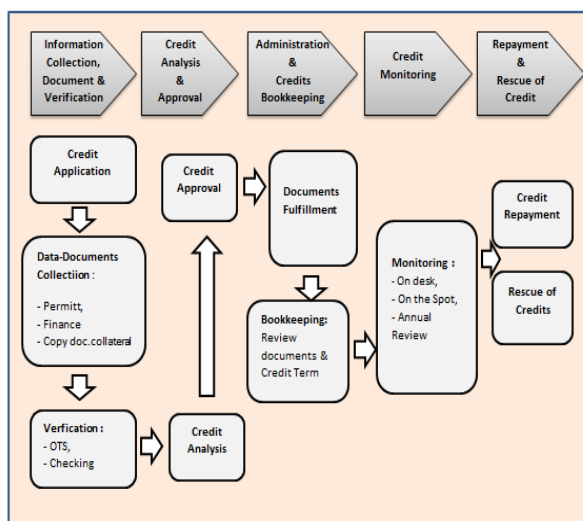 Information
Collection,
Document &
Verification
Credit
Analysis
&
Approval
Administration
&
Credits
Bookkeeping
Credit
Monitoring
Repayment
&
Rescue of
Credit
Credit
Application
Data-Documents
Collectiion :
- Permitt,
- Finance
- Copy doc.collateral
Verfication :
- OTS,
- Checking
Credit
Analysis
Credit
Approval
Documents
Fulfillment
Bookkeeping:
Review
documents &
Credit Term
Monitoring :
- On desk,
- On the Spot,
- Annual
Review
Credit
Repayment
Rescue of
Credits